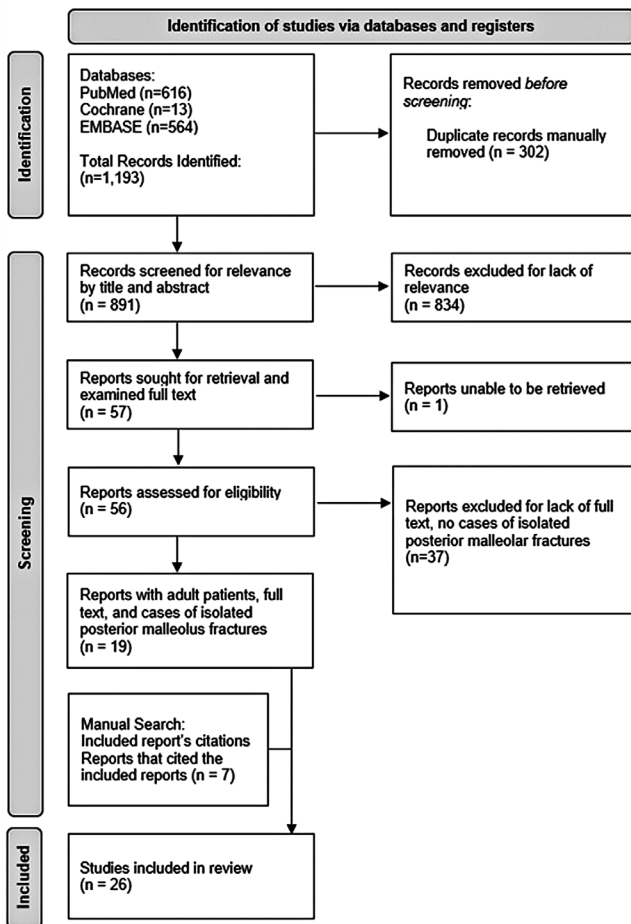 Identification of studies via databases and registers
Identification
Databases:
PubMed (n=616)
Cochrane (n=13)
EMBASE (n=564)
Total Records Identified:
(n=1,193)
Records removed before
screening:
Duplicate records manually
removed (n = 302)
Screening
Records screened for relevance
by title and abstract
(n = 891)
Records excluded for lack of
relevance
(n = 834)
Reports sought for retrieval and
examined full text
(n = 57)
Reports unable to be retrieved
(n = 1)
Reports assessed for eligibility
(n = 56)
Reports excluded for lack of full
text, no cases of isolated
posterior malleolar fractures
(n=37)
Reports with adult patients, full
text, and cases of isolated
posterior malleolus fractures
(n = 19)
Manual Search:
Included report's citations
Reports that cited the
included reports (n = 7)
Included
Studies included in review
(n = 26)